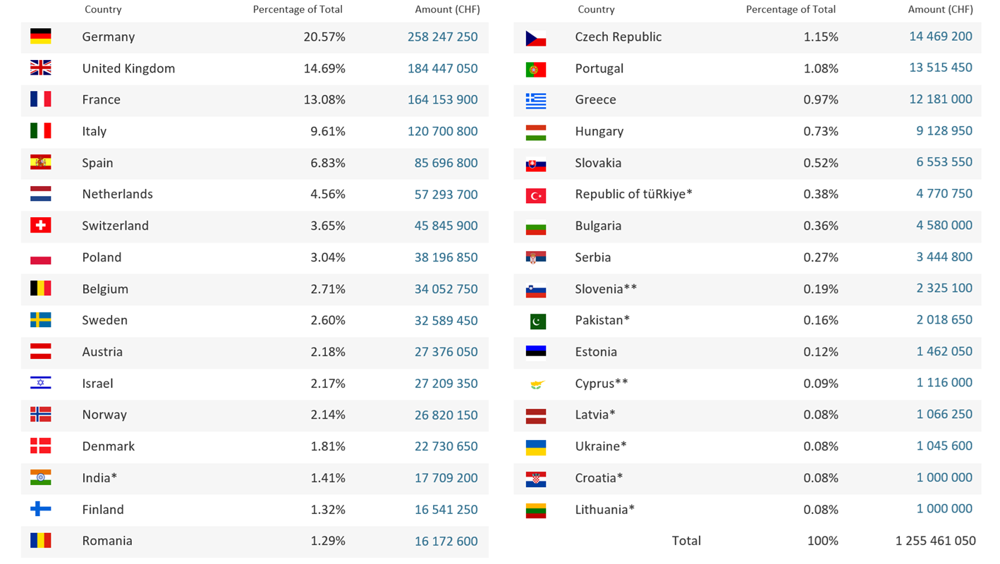 Country Percentage of Total Amount (CHF)
Germany 20.57% 258 247 250
United Kingdom 14.69% 184 447 050
France 13.08% 164 153 900
Italy 9.61% 120 700 800
Spain 6.83% 85 696 800
Netherlands 4.56% 57 293 700
Switzerland 3.65% 45 845 900
Poland 3.04% 38 196 850
Belgium 2.71% 34 052 750
Sweden 2.60% 32 589 450
Austria 2.18% 27 376 050
Israel 2.17% 27 209 350
Norway 2.14% 26 820 150
Denmark 1.81% 22 730 650
India* 1.41% 17 709 200
Finland 1.32% 16 541 250
Romania 1.29% 16 172 600
Country Percentage of Total Amount (CHF)
Czech Republic 1.15% 14 469 200
Portugal 1.08% 13 515 450
Greece 0.97% 12 181 000
Hungary 0.73% 9 128 950
Slovakia 0.52% 6 553 550
Republic of tüRkiye* 0.38% 4 770 750
Bulgaria 0.36% 4 580 000
Serbia 0.27% 3 444 800
Slovenia** 0.19% 2 325 100
Pakistan* 0.16% 2 018 650
Estonia 0.12% 1 462 050
Cyprus** 0.09% 1 116 000
Latvia* 0.08% 1 066 250
Ukraine* 0.08% 1 045 600
Croatia* 0.08% 1 000 000
Lithuania* 0.08% 1 000 000
Total 100% 1 255 461 050